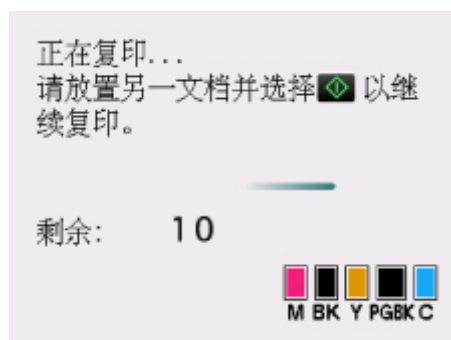 正在复印...
请放置另一文档并选择 以继
续复印。
剩余: 10
M BK Y PGBK C